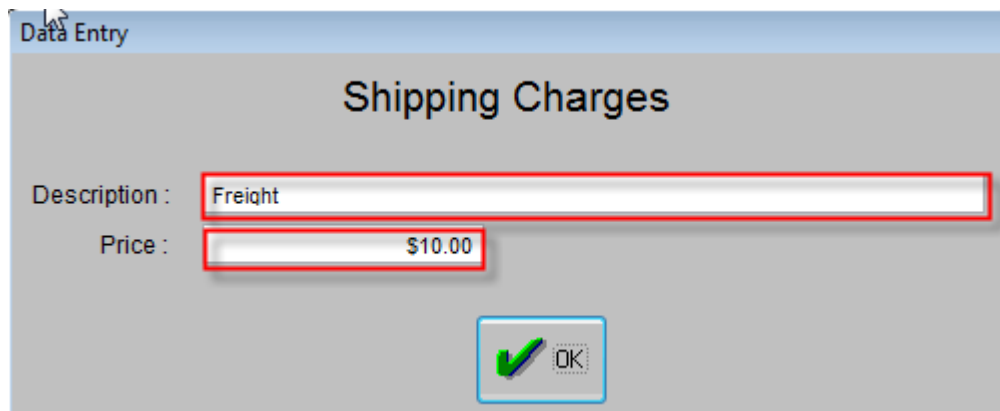 Data Entry
Shipping Charges
Description : Freight
Price : $10.00
OK